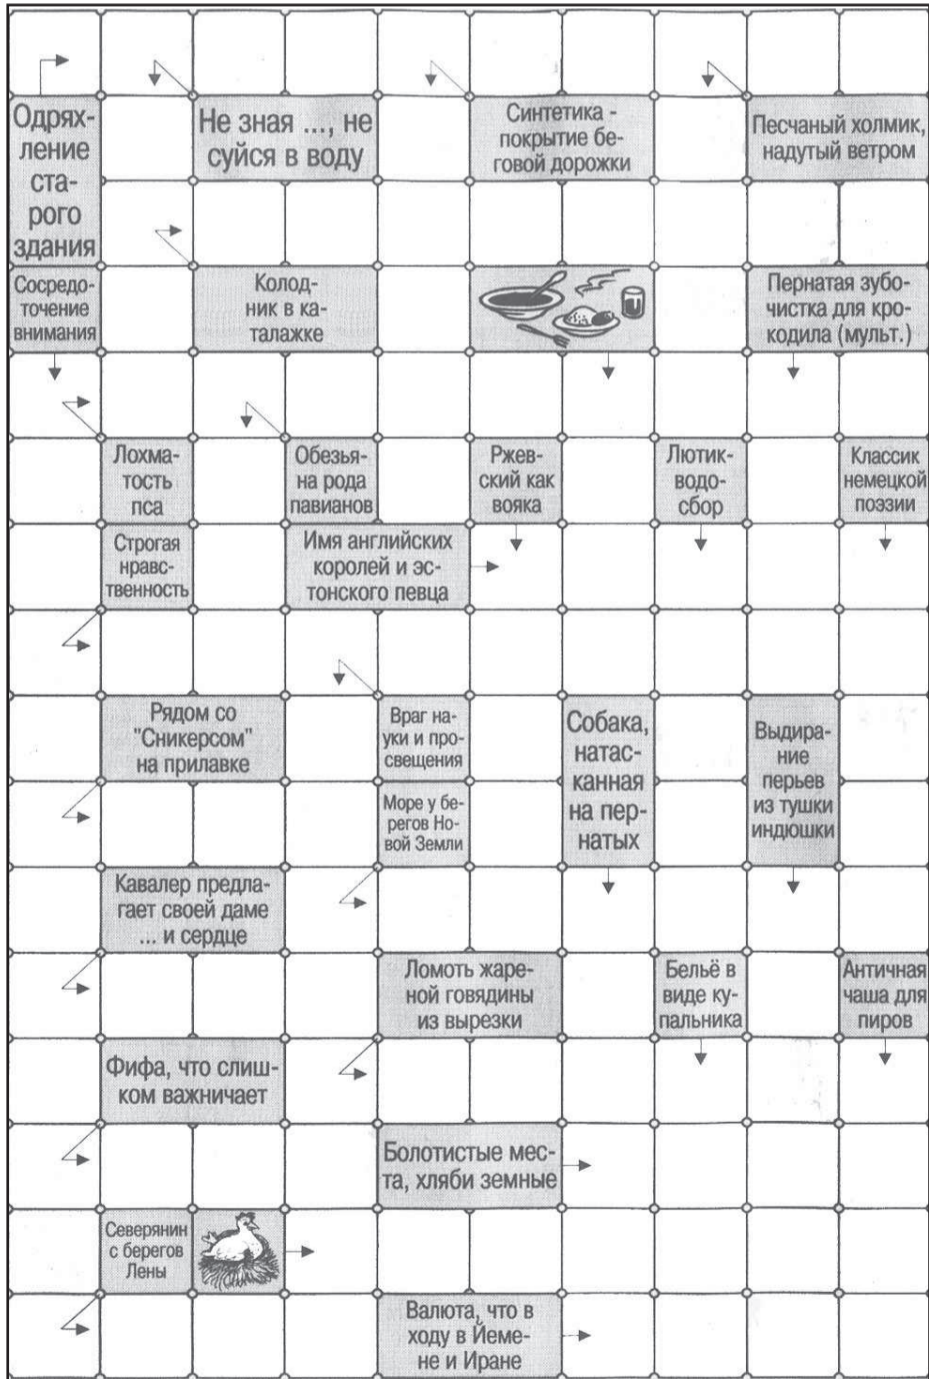 Одрях-
ление
ста-
рого
здания
Не зная ..., не
суйся в воду
Синтетика -
покрытие бе-
говой дорожки
Песчаный холмик,
надутый ветром
Сосредо-
точение
внимания
Колод-
ник в ка-
талажке
Пернатая зубо-
чистка для кро-
кодила (мульт.)
Лохма-
тость
пса
Обезья-
на рода
павианов
Ржев-
ский как
вояка
Лютик-
водо-
сбор
Классик
немецкой
поэзии
Строгая
нравс-
твенность
Имя английских
королей и эс-
тонского певца
Рядом со
"Сникерсом"
на прилавке
Враг на-
уки и про-
свещения
Собака,
натас-
канная
на пер-
натых
Выдира-
ние
перьев
из тушки
индюшки
Море у бе-
регов Но-
вой Земли
Кавалер предла-
гает своей даме
... и сердце
Ломоть жаре-
ной говядины
из вырезки
Бельё в
виде ку-
пальника
Античная
чаша для
пиров
Фифа, что слиш-
ком важничает
Болотистые мес-
та, хляби земные
Северянин
с берегов
Лены
Валюта, что в
ходу в Йеме-
не и Иране